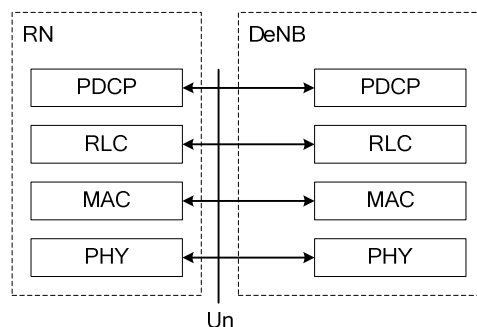 RN DeNB
PDCP PDCP
RLC RLC
MAC MAC
PHY PHY
Un